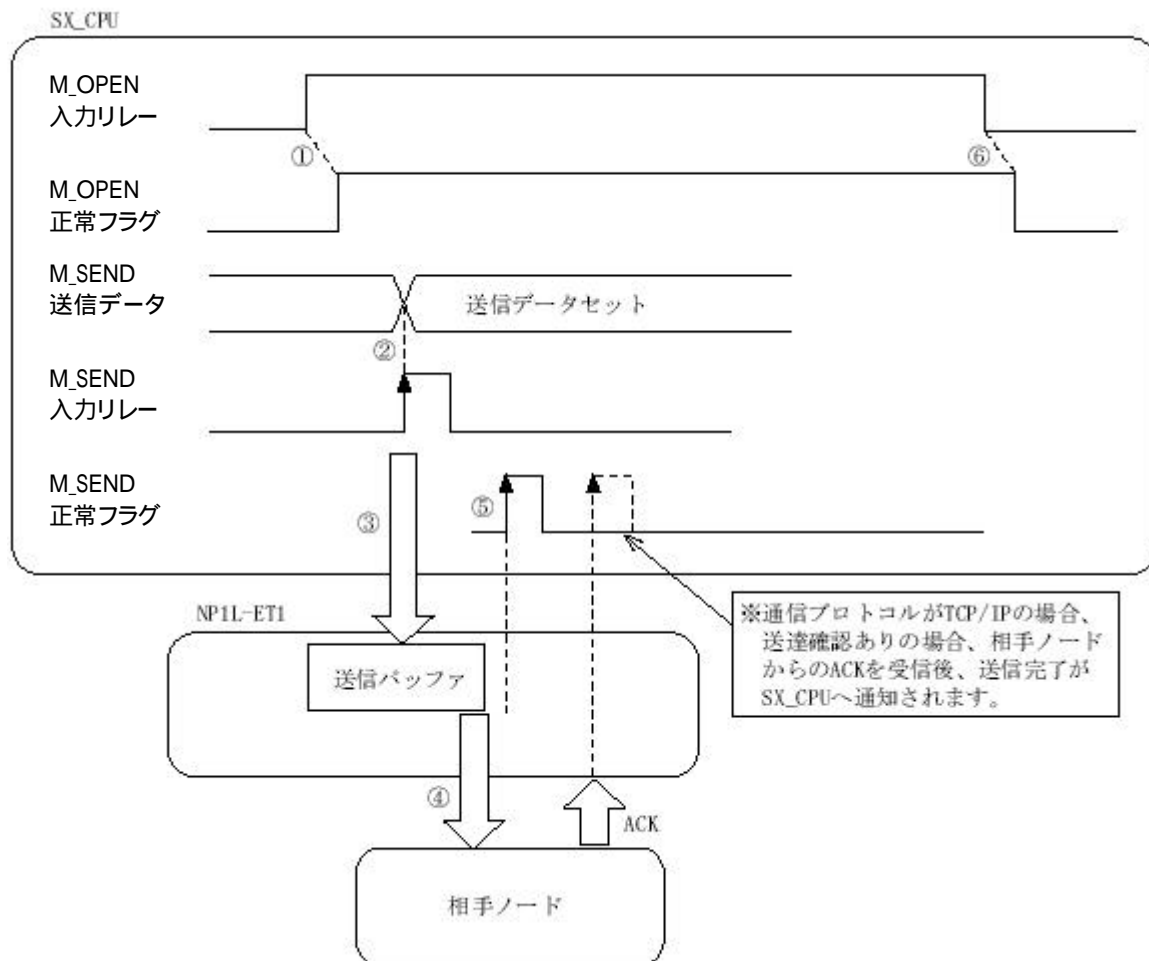 SX_CPU
M_OPEN
入力リレー
①
⑥
M_OPEN
正常フラグ
M_SEND
送信データ
送信データセット
②
M_SEND
入力リレー
M_SEND
正常フラグ
③
⑤
NP1L-ET1
※通信プロトコルがTCP/IPの場合、
送達確認ありの場合、相手ノード
からのACKを受信後、送信完了が
SX_CPUへ通知されます。
送信バッファ
④
ACK
相手ノード